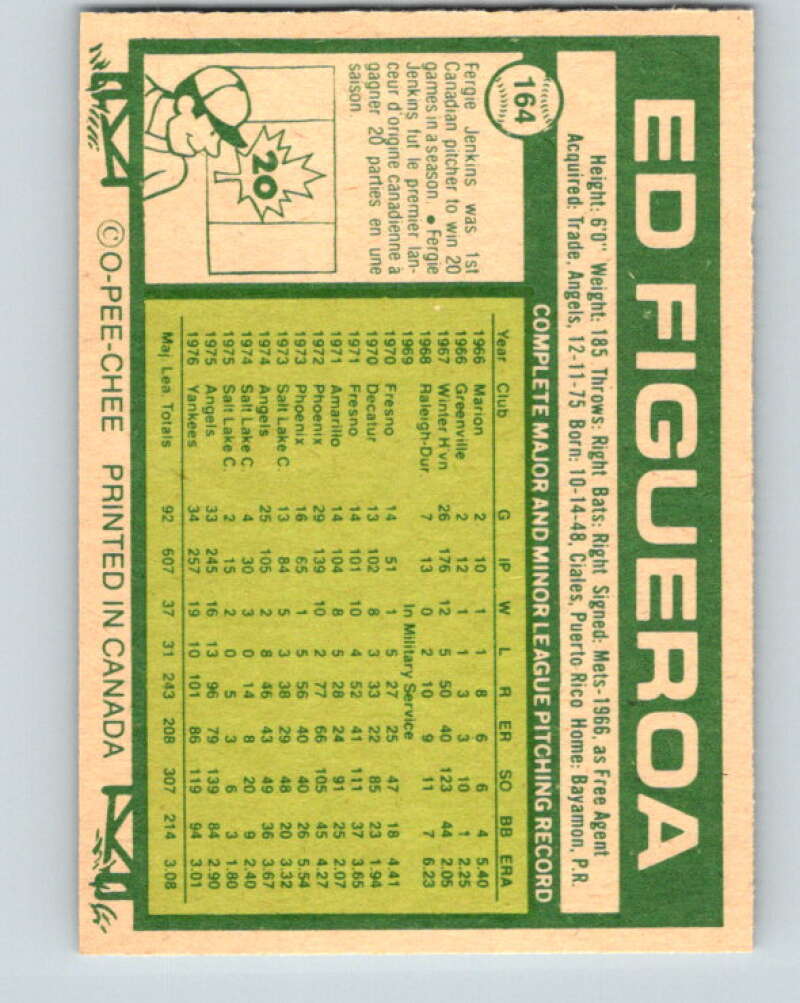 164
ED FIGUEROA
Height: 6'0" Weight: 185 Throws: Right Bats: Right Signed: Mets-1966, as Free Agent
Acquired: Trade, Angels, 12-11-75 Born: 10-14-48, Ciales, Puerto Rico Home: Bayamon, P.R.
COMPLETE MAJOR AND MINOR LEAGUE PITCHING RECORD
Fergie Jenkins was 1st
Canadian pitcher to win 20
games in a season. ● Fergie
Jenkins fut le premier lan-
ceur d'origine canadienne à
gagner 20 parties en une
saison
20
Year Club G IP W L R ER SO BB ERA
1966 Marion 2 10 1 1 8 6 6 4 5.40
1966 Greenville 2 12 1 3 3 3 10 1 2.25
1967 Winter H'vn 26 176 12 5 50 40 123 44 2.05
1968 Raleigh-Dur 7 13 0 2 10 9 11 7 6.23
1969 In Military Service
1970 Fresno 14 51 1 5 27 25 47 18 4.41
1970 Decatur 13 102 8 3 33 22 85 23 1.94
1971 Fresno 14 101 10 4 52 41 111 37 3.65
1971 Amarillo 14 104 8 5 28 24 91 25 2.07
1972 Phoenix 29 139 10 2 77 66 105 45 4.27
1973 Phoenix 16 65 1 5 56 40 40 26 5.54
1973 Salt Lake C. 13 84 5 3 38 29 48 20 3.32
1974 Angels 25 105 2 8 46 43 49 36 3.67
1974 Salt Lake C. 4 30 3 0 14 8 20 9 2.40
1975 Salt Lake C. 2 15 2 0 5 3 6 3 1.80
1975 Angels 33 245 16 13 96 79 139 84 2.90
1976 Yankees 34 257 19 10 101 86 119 94 3.01
Maj. Lea. Totals 92 607 37 31 243 208 307 214 3.08
©O-PEE-CHEE PRINTED IN CANADA